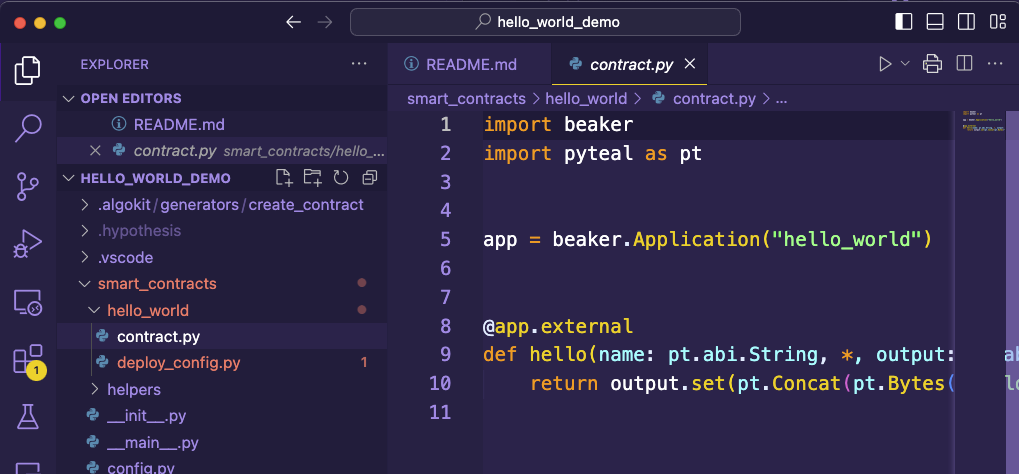 hello_world_demo
EXPLORER
README.md
contract.py
OPEN EDITORS
README.md
contract.py smart_contracts/hello_...
HELLO_WORLD_DEMO
.algokit/generators/create_contract
.hypothesis
.vscode
smart_contracts
hello_world
contract.py
deploy_config.py 1
helpers
__init__.py
__main__.py
config.py
1
smart_contracts > hello_world > contract.py > ...
1 import beaker
2 import pyteal as pt
3
4
5 app = beaker.Application("hello_world")
6
7
8 @app.external
9 def hello(name: pt.abi.String, *, output:
10 return output.set(pt.Concat(pt.Bytes(
11